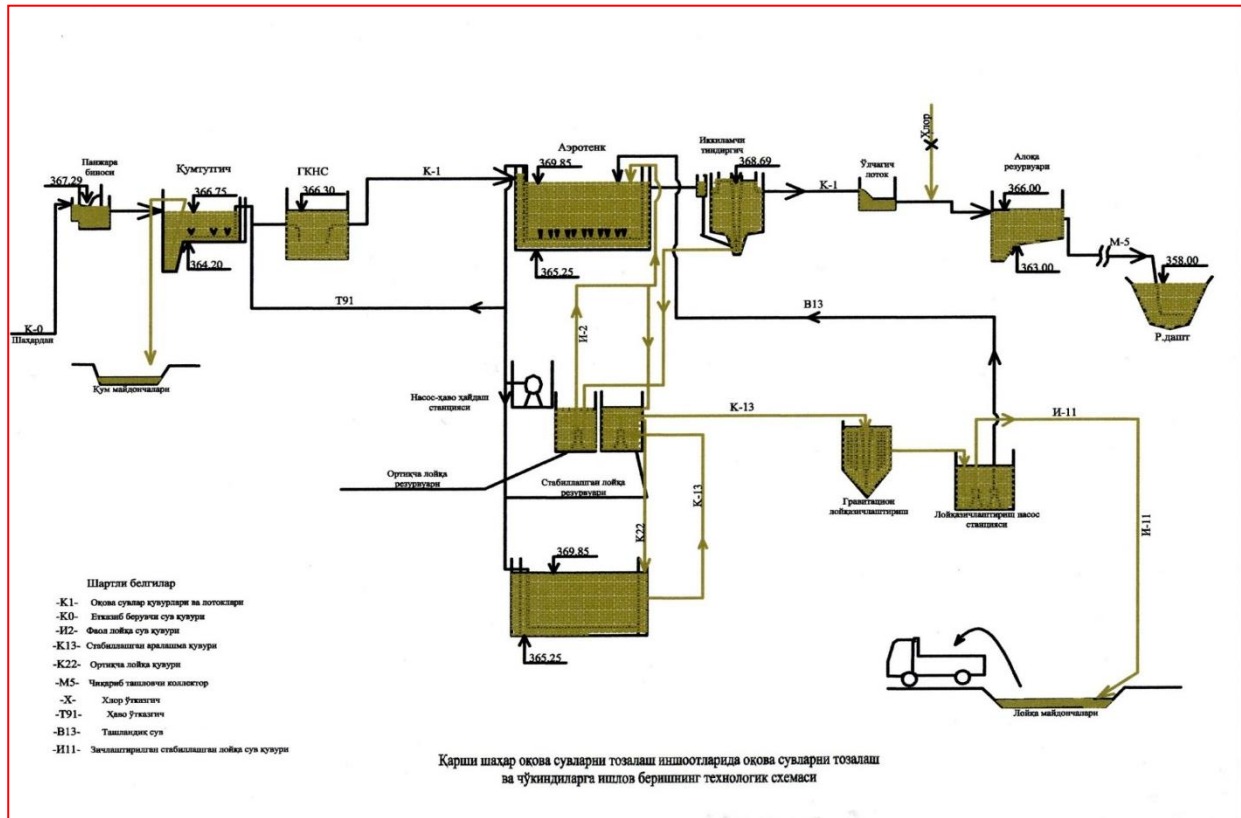 Панжара
биноси
367.29
Қумтутгич
366.75
364.20
ГКНС
366.30
К-1
Аэротенк
369.85
365.25
Иккиламчи
тиндиргич
368.69
К-1
Ўлчагич
лоток
Хлор
Алоқа
резурвуари
366.00
363.00
М-5
358.00
Р.дашт
К-0
Шаҳардан
Қум майдончалари
Т91
В13
И-2
Насос-ҳаво ҳайдаш
станцияси
Ортиқча лойқа
резурвуари
Стабиллашган лойқа
резурвуари
К-13
К-13
К22
Гравитацион
лойқазичлаштириш
Лойқазичлаштириш насос
станцияси
И-11
И-11
369.85
365.25
Лойқа майдончалари
Шартли белгилар
-К1- Оқова сувлар қувурлари ва лотоклари
-К0- Етказиб берувчи сув қувури
-И2- Фаол лойқа сув қувури
-К13- Стабиллашган аралашма қувури
-К22- Ортиқча лойқа қувури
-М5- Чиқариб ташловчи коллектор
-Х- Хлор ўтказгич
-Т91- Ҳаво ўтказгич
-В13- Ташландиқ сув
-И11- Зичлаштирилган стабиллашган лойқа сув қувури
Қарши шаҳар оқова сувларни тозалаш иншоотларида оқова сувларни тозалаш
ва чўкиндиларга ишлов беришнинг технологик схемаси